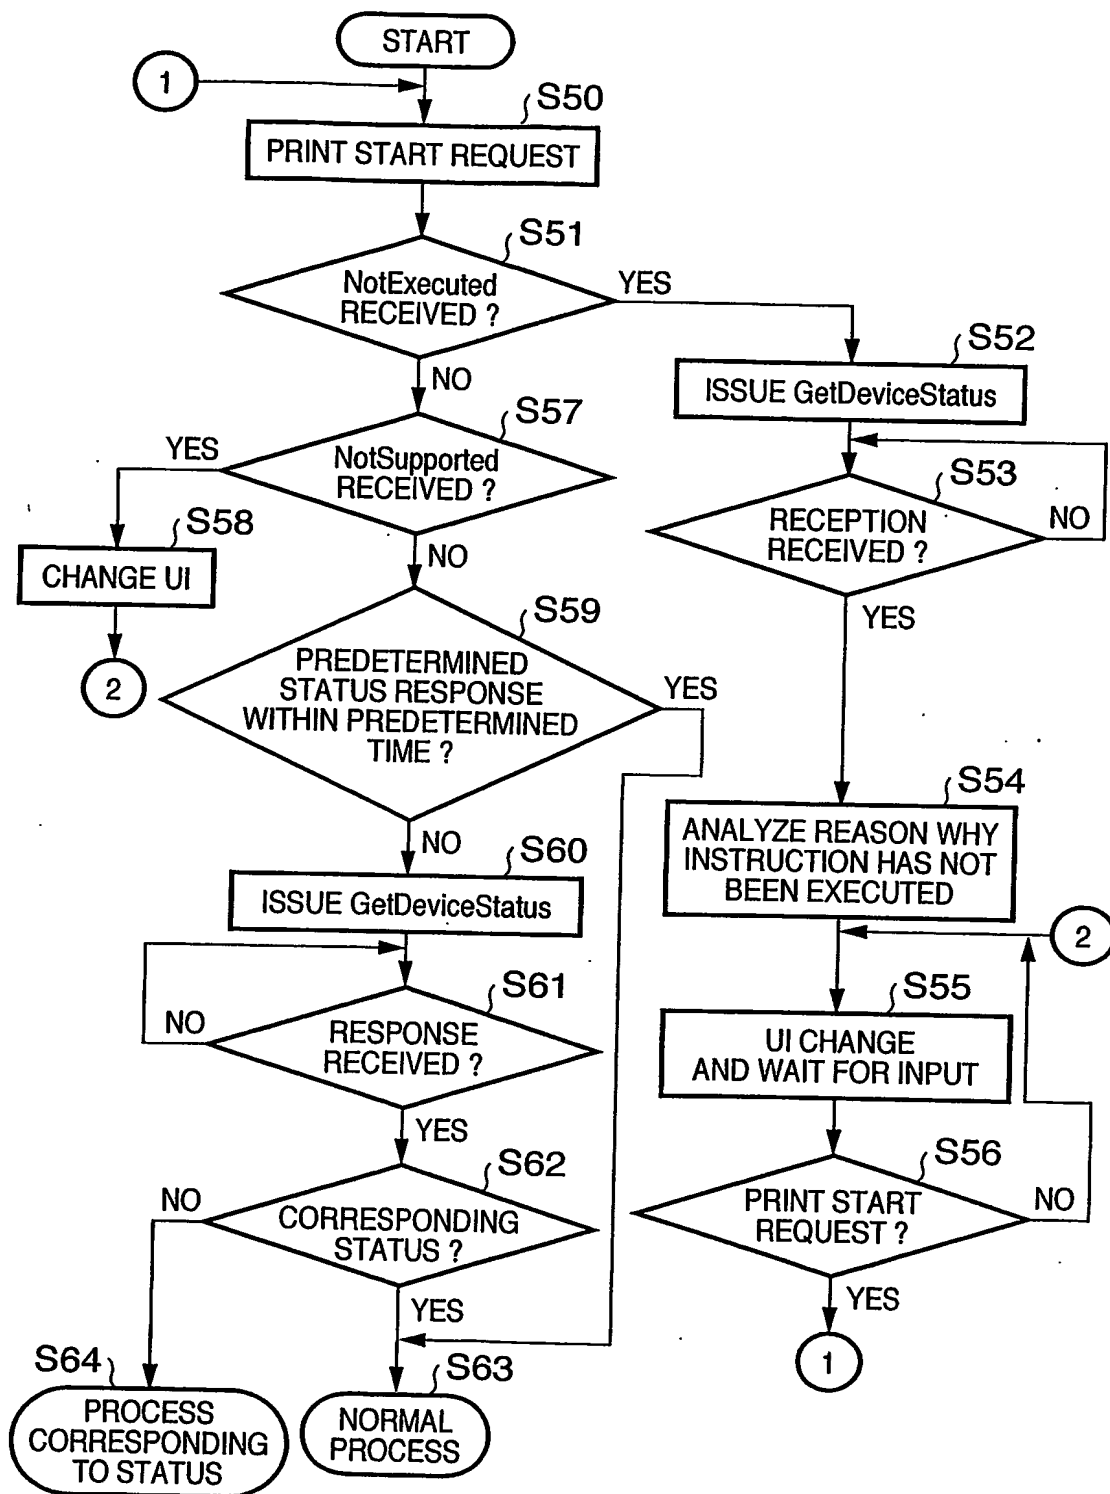 START
1
S50
PRINT START REQUEST
S51
NotExecuted
RECEIVED ?
YES
NO
S52
ISSUE GetDeviceStatus
S53
RECEPTION
RECEIVED ?
NO
YES
S54
ANALYZE REASON WHY
INSTRUCTION HAS NOT
BEEN EXECUTED
2
S55
UI CHANGE
AND WAIT FOR INPUT
S56
PRINT START
REQUEST ?
NO
YES
1
S57
NotSupported
RECEIVED ?
YES
NO
S58
CHANGE UI
2
S59
PREDETERMINED
STATUS RESPONSE
WITHIN PREDETERMINED
TIME ?
YES
NO
S60
ISSUE GetDeviceStatus
S61
RESPONSE
RECEIVED ?
NO
YES
S62
CORRESPONDING
STATUS ?
NO
YES
S64
PROCESS
CORRESPONDING
TO STATUS
S63
NORMAL
PROCESS